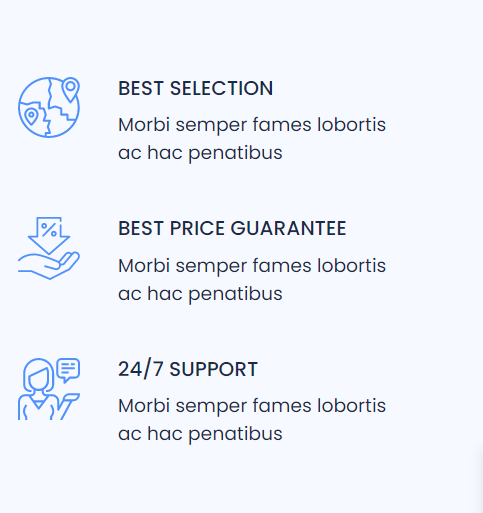 BEST SELECTION
Morbi semper fames lobortis
ac hac penatibus
%
BEST PRICE GUARANTEE
Morbi semper fames lobortis
ac hac penatibus
24/7 SUPPORT
Morbi semper fames lobortis
ac hac penatibus